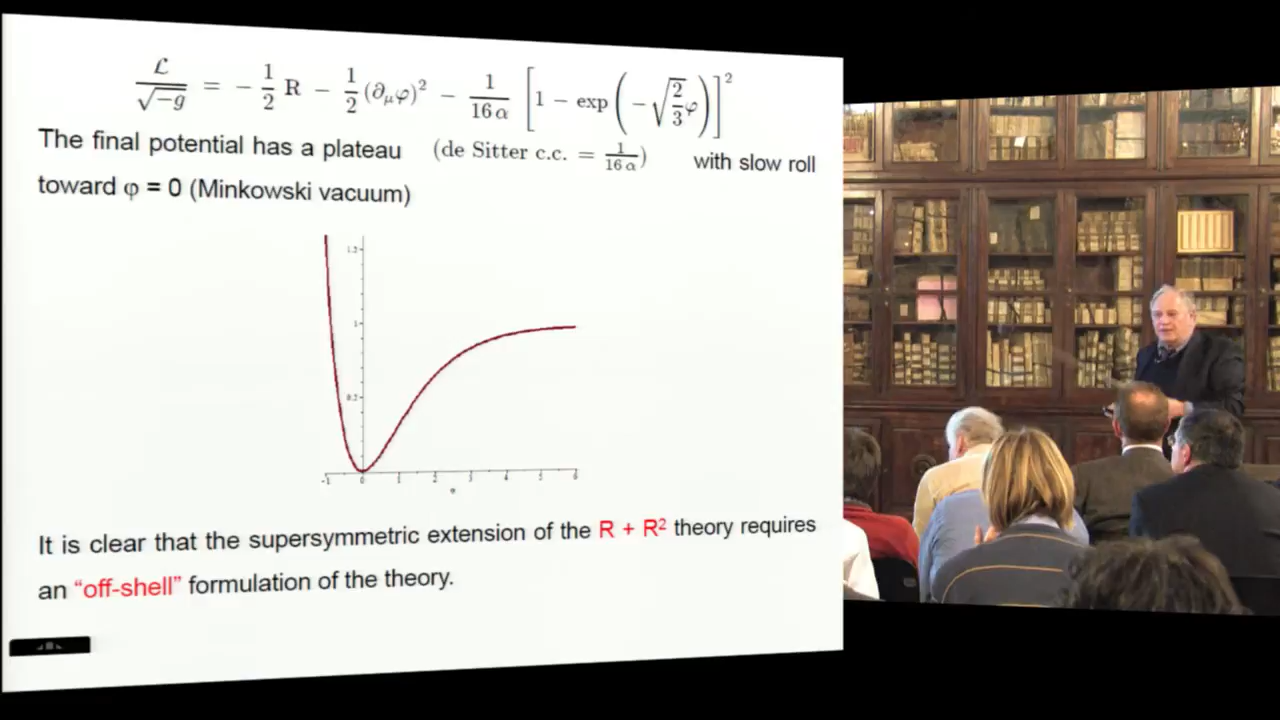 ℒ/√−g = − 1/2 R − 1/2 (∂_μφ)² − 1/(16 α) [1 − exp(−√(2/3) φ)]²
The final potential has a plateau (de Sitter c.c. = 1/(16 α)) with slow roll
toward φ = 0 (Minkowski vacuum)
1.5
1
0.5
-1 0 1 2 3 4 5 6
φ
It is clear that the supersymmetric extension of the R + R² theory requires
an “off-shell” formulation of the theory.